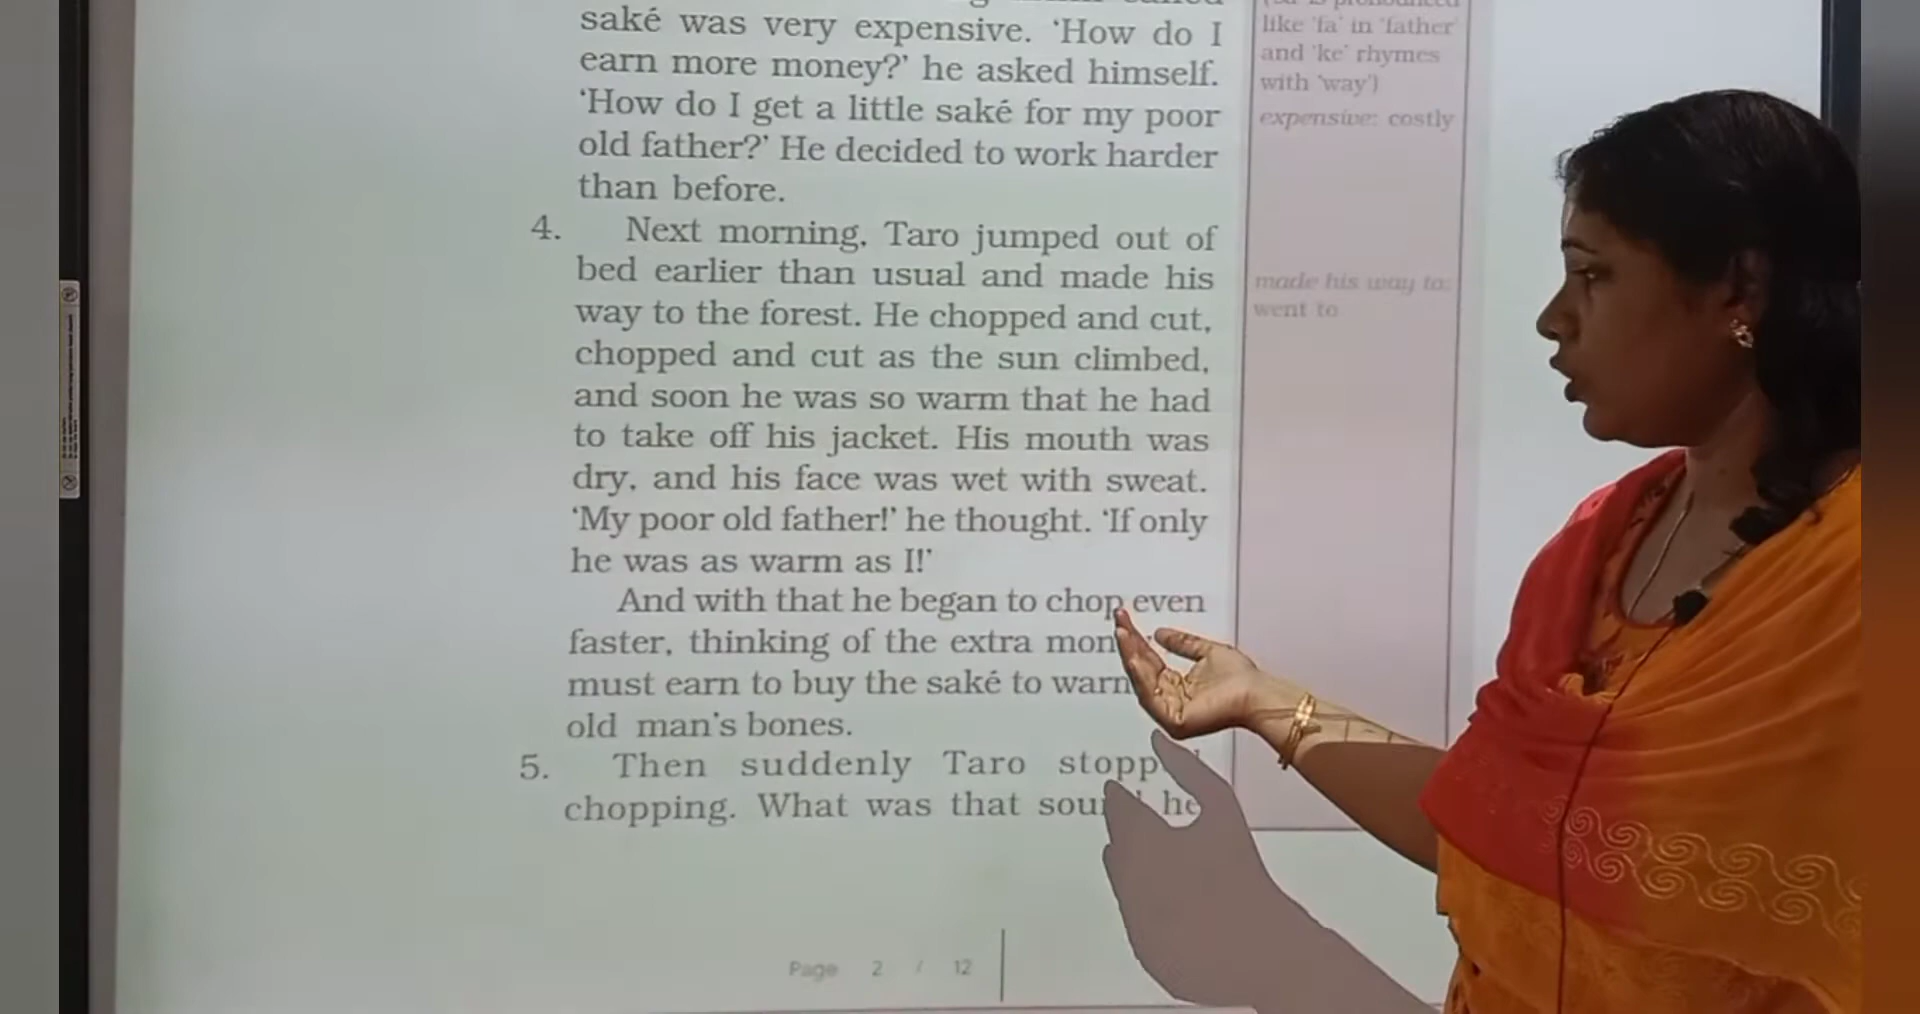 saké was very expensive. ‘How do I
earn more money?’ he asked himself.
‘How do I get a little saké for my poor
old father?’ He decided to work harder
than before.
4. Next morning, Taro jumped out of
bed earlier than usual and made his
way to the forest. He chopped and cut,
chopped and cut as the sun climbed,
and soon he was so warm that he had
to take off his jacket. His mouth was
dry, and his face was wet with sweat.
‘My poor old father!’ he thought. ‘If only
he was as warm as I!’
And with that he began to chop even
faster, thinking of the extra
must earn to buy the saké to
old man’s bones.
5. Then suddenly Taro
chopping. What was that he
like ‘fa’ in ‘father’
and ‘ke’ rhymes
with ‘way’)
expensive: costly
made his way to:
went to
Page 2 / 12